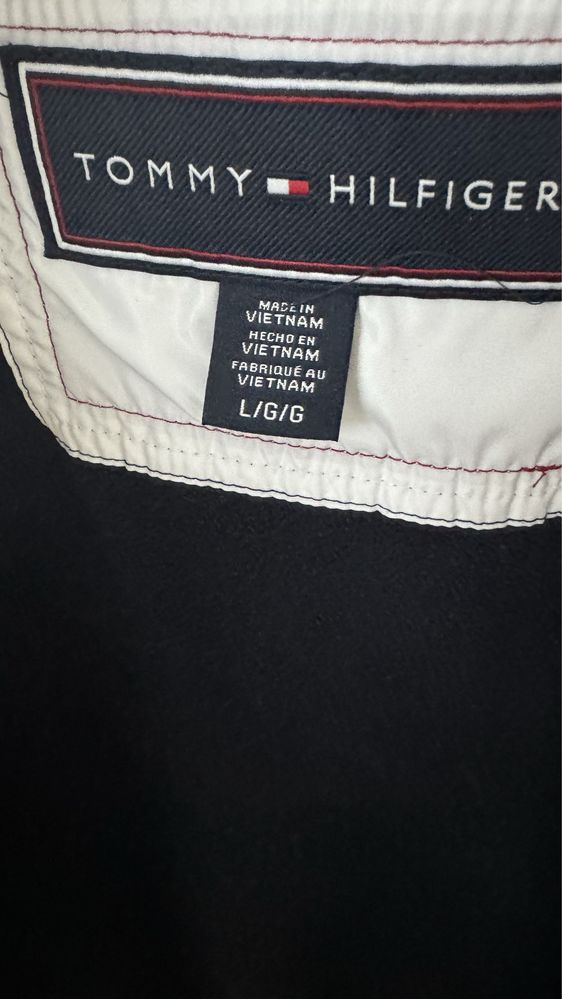 TOMMY HILFIGER
MADE IN
VIETNAM
HECHO EN
VIETNAM
FABRIQUÉ AU
VIETNAM
L/G/G